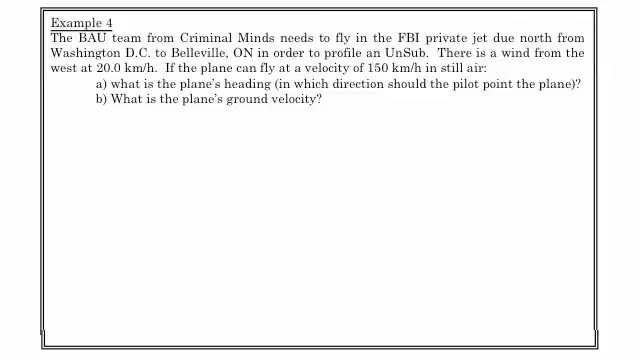 Example 4
The BAU team from Criminal Minds needs to fly in the FBI private jet due north from
Washington D.C. to Belleville, ON in order to profile an UnSub. There is a wind from the
west at 20.0 km/h. If the plane can fly at a velocity of 150 km/h in still air:
a) what is the plane's heading (in which direction should the pilot point the plane)?
b) What is the plane's ground velocity?